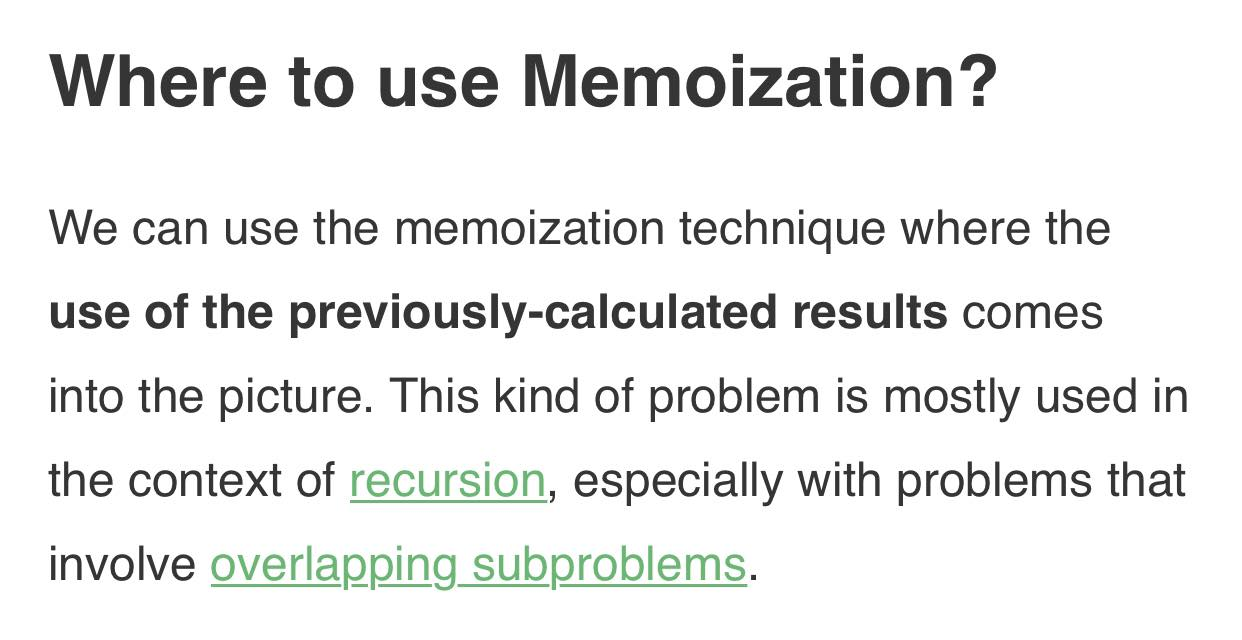 Where to use Memoization?
We can use the memoization technique where the
use of the previously-calculated results comes
into the picture. This kind of problem is mostly used in
the context of recursion, especially with problems that
involve overlapping subproblems.